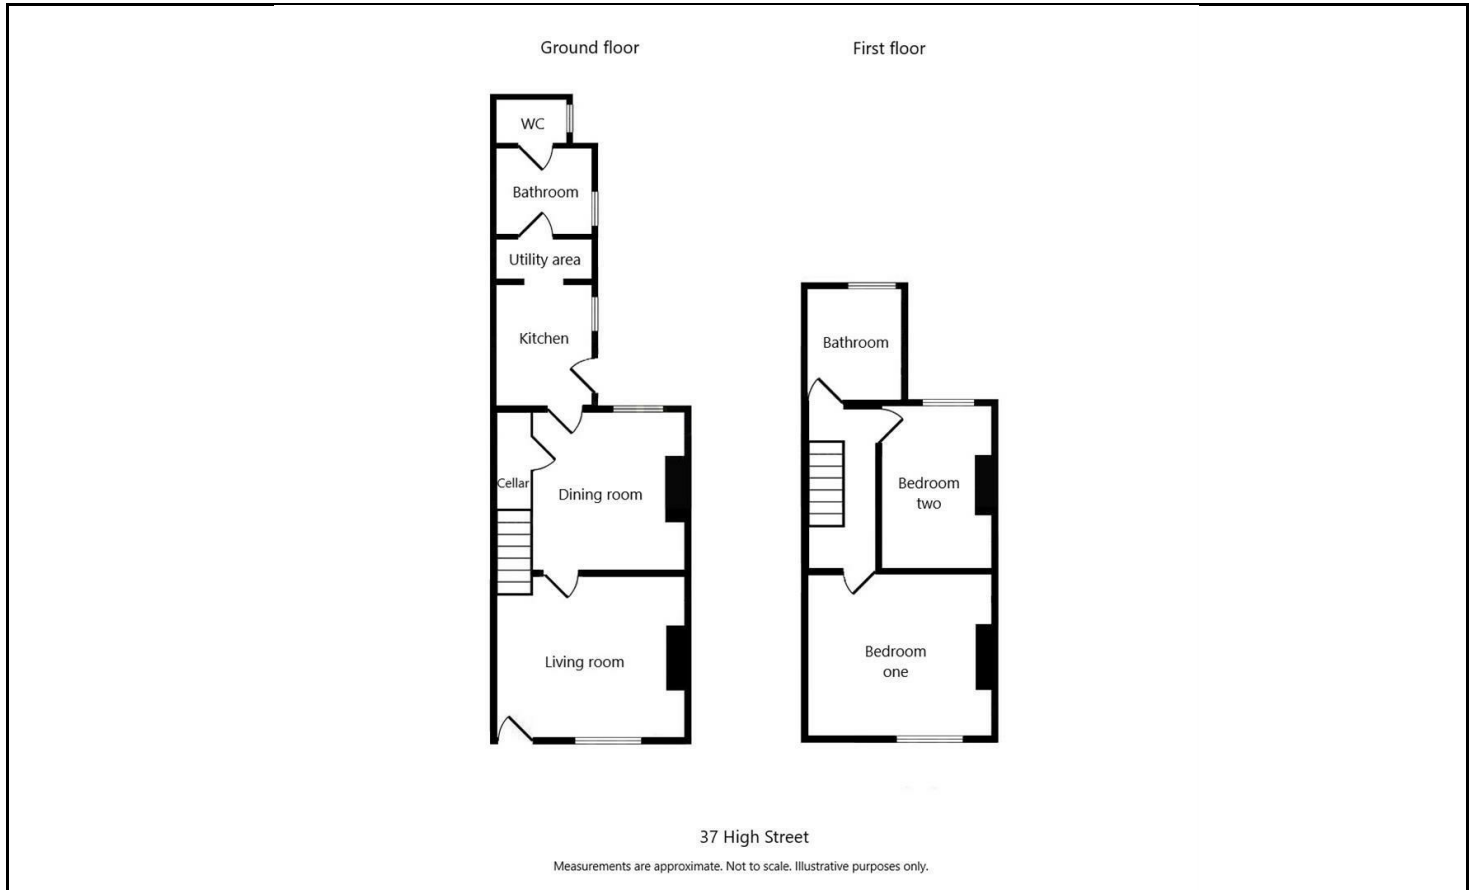 Ground floor
First floor
WC
Bathroom
Utility area
Kitchen
Cellar
Dining room
Living room
Bathroom
Bedroom
two
Bedroom
one
37 High Street
Measurements are approximate. Not to scale. Illustrative purposes only.